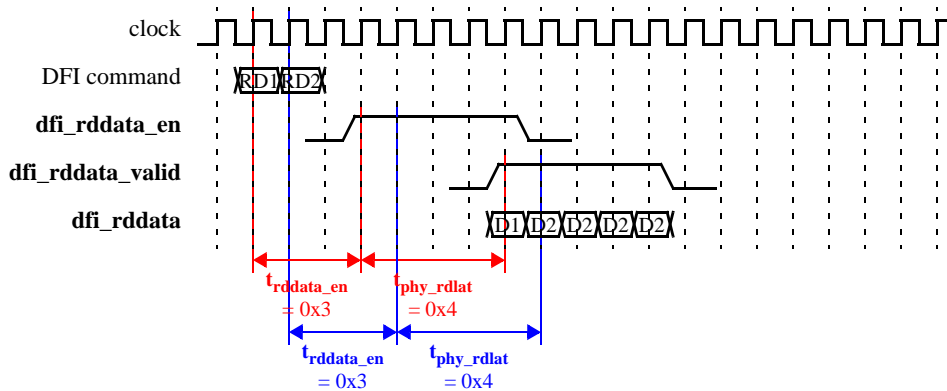 clock
DFI command
RD1 RD2
dfi_rddata_en
dfi_rddata_valid
dfi_rddata
D1 D2 D2 D2 D2
trddata_en
= 0x3
tphy_rdlat
= 0x4
trddata_en
= 0x3
tphy_rdlat
= 0x4